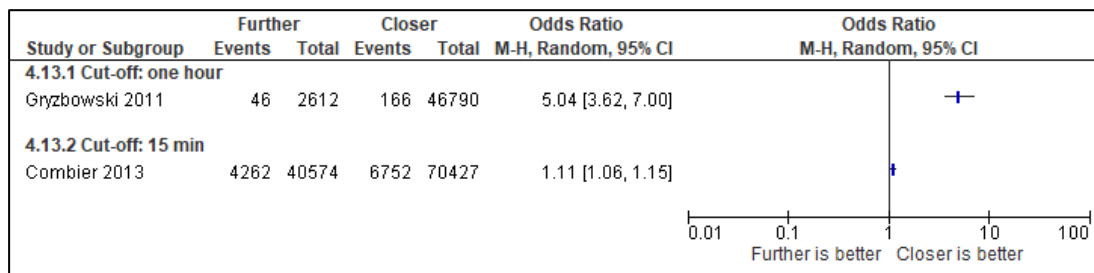 Further Closer Odds Ratio Odds Ratio
Study or Subgroup Events Total Events Total M-H, Random, 95% CI M-H, Random, 95% CI
4.13.1 Cut-off: one hour
Gryzbowski 2011 46 2612 166 46790 5.04 [3.62, 7.00]
4.13.2 Cut-off: 15 min
Combier 2013 4262 40574 6752 70427 1.11 [1.06, 1.15]
0.01 0.1 1 10 100
Further is better Closer is better